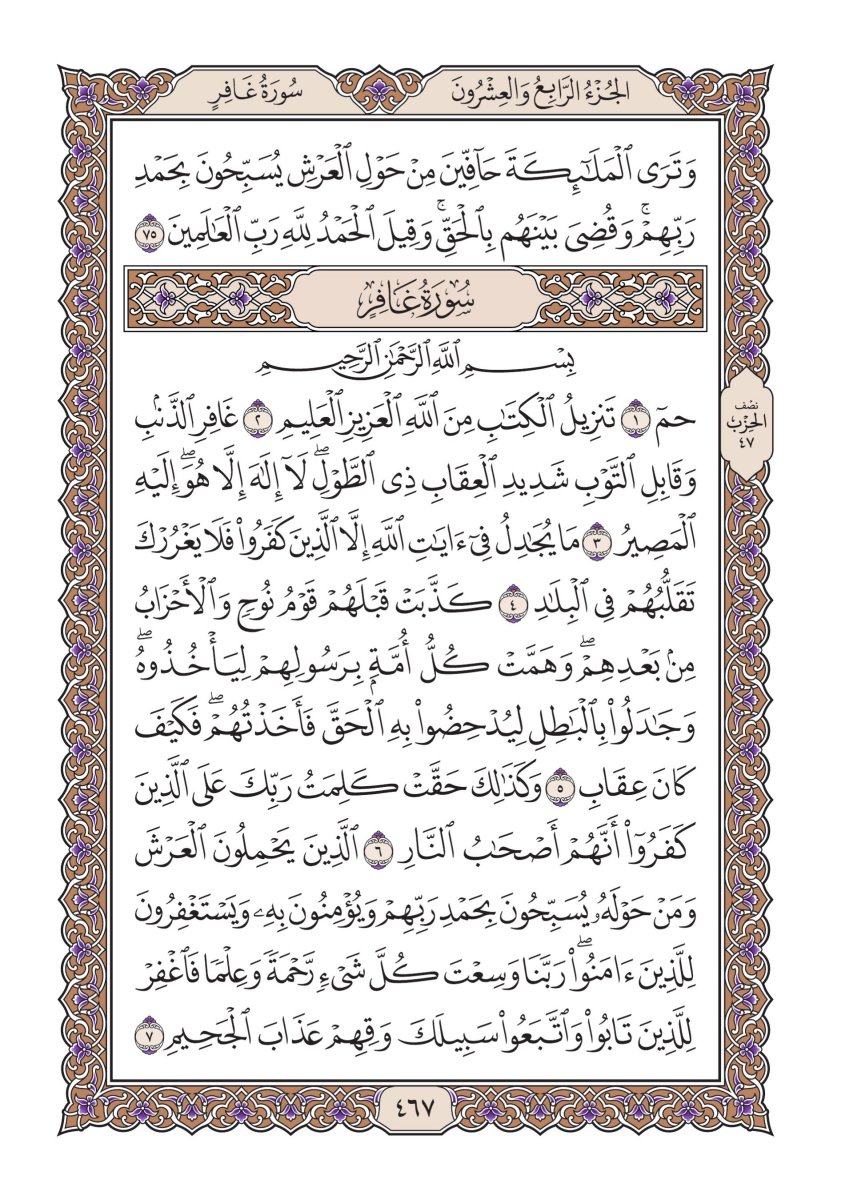 الجُزْءُ الرَّابِعُ وَالعِشْرُونَ
سُورَةُ غَافِرٍ
وَتَرَى ٱلْمَلَٰٓئِكَةَ حَآفِّينَ مِنْ حَوْلِ ٱلْعَرْشِ يُسَبِّحُونَ بِحَمْدِ
رَبِّهِمْۖ وَقُضِىَ بَيْنَهُم بِٱلْحَقِّۚ وَقِيلَ ٱلْحَمْدُ لِلَّهِ رَبِّ ٱلْعَٰلَمِينَ ٧٥
سُورَةُ غَافِرٍ
بِسْمِ ٱللَّهِ ٱلرَّحْمَٰنِ ٱلرَّحِيمِ
حمٓ ١ تَنزِيلُ ٱلْكِتَٰبِ مِنَ ٱللَّهِ ٱلْعَزِيزِ ٱلْعَلِيمِ ٢ غَافِرِ ٱلذَّنۢبِ
وَقَابِلِ ٱلتَّوْبِ شَدِيدِ ٱلْعِقَابِ ذِى ٱلطَّوْلِۖ لَآ إِلَٰهَ إِلَّا هُوَۖ إِلَيْهِ
ٱلْمَصِيرُ ٣ مَا يُجَٰدِلُ فِىٓ ءَايَٰتِ ٱللَّهِ إِلَّا ٱلَّذِينَ كَفَرُوا۟ فَلَا يَغْرُرْكَ
تَقَلُّبُهُمْ فِى ٱلْبِلَٰدِ ٤ كَذَّبَتْ قَبْلَهُمْ قَوْمُ نُوحٍ وَٱلْأَحْزَابُ
مِنۢ بَعْدِهِمْۖ وَهَمَّتْ كُلُّ أُمَّةٍۭ بِرَسُولِهِمْ لِيَأْخُذُوهُۖ
وَجَٰدَلُوا۟ بِٱلْبَٰطِلِ لِيُدْحِضُوا۟ بِهِ ٱلْحَقَّ فَأَخَذْتُهُمْۖ فَكَيْفَ
كَانَ عِقَابِ ٥ وَكَذَٰلِكَ حَقَّتْ كَلِمَتُ رَبِّكَ عَلَى ٱلَّذِينَ
كَفَرُوٓا۟ أَنَّهُمْ أَصْحَٰبُ ٱلنَّارِ ٦ ٱلَّذِينَ يَحْمِلُونَ ٱلْعَرْشَ
وَمَنْ حَوْلَهُۥ يُسَبِّحُونَ بِحَمْدِ رَبِّهِمْ وَيُؤْمِنُونَ بِهِۦ وَيَسْتَغْفِرُونَ
لِلَّذِينَ ءَامَنُوا۟ۖ رَبَّنَا وَسِعْتَ كُلَّ شَىْءٍ رَّحْمَةً وَعِلْمًا فَٱغْفِرْ
لِلَّذِينَ تَابُوا۟ وَٱتَّبَعُوا۟ سَبِيلَكَ وَقِهِمْ عَذَابَ ٱلْجَحِيمِ ٧
نصف
الحزب
٤٧
٤٦٧